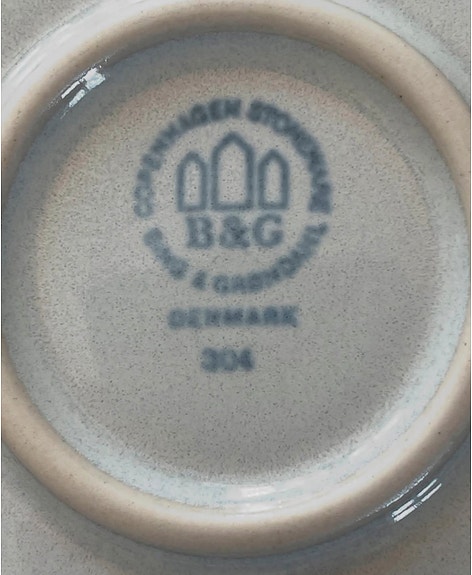 COPENHAGEN STONEWARE
B&G
BING & GRØNDAHL
DENMARK
304